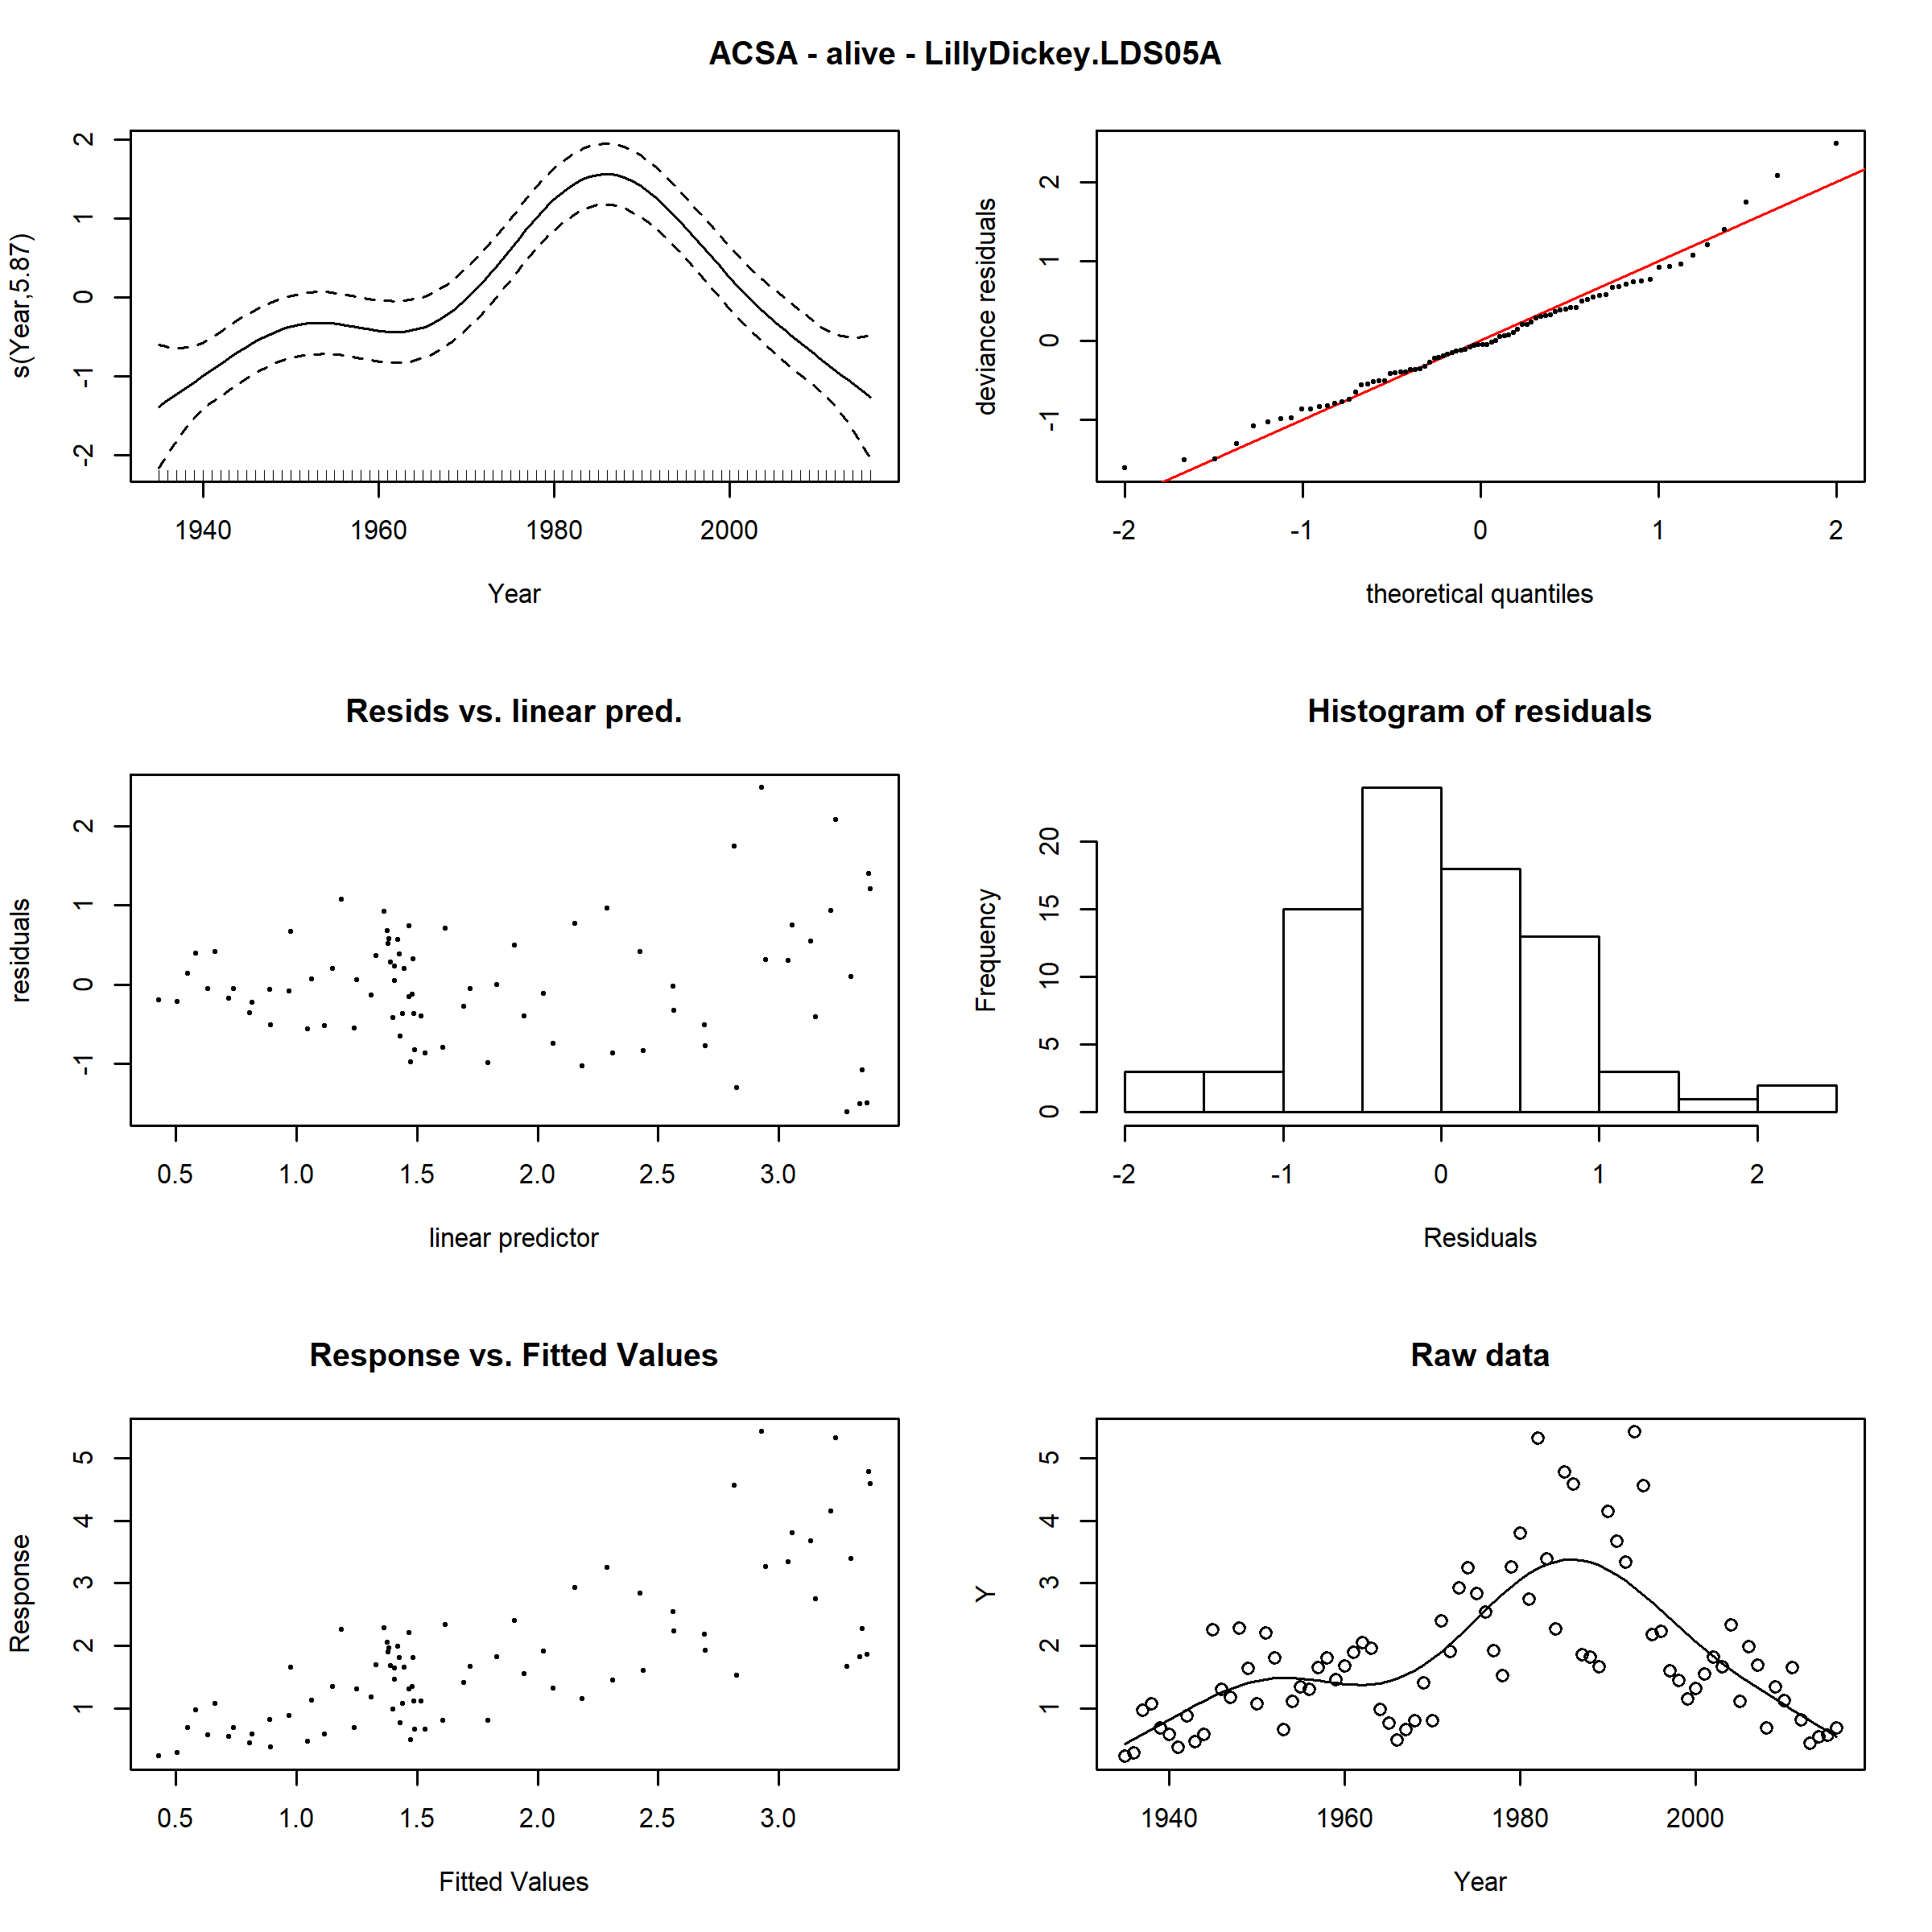 ACSA - alive - LillyDickey.LDS05A
s(Year,5.87)
2
1
0
-1
-2
1940 1960 1980 2000
Year
deviance residuals
2
1
0
-1
-2 -1 0 1 2
theoretical quantiles
Resids vs. linear pred.
residuals
2
1
0
-1
0.5 1.0 1.5 2.0 2.5 3.0
linear predictor
Histogram of residuals
Frequency
20
15
10
5
0
-2 -1 0 1 2
Residuals
Response vs. Fitted Values
Response
5
4
3
2
1
0.5 1.0 1.5 2.0 2.5 3.0
Fitted Values
Raw data
Y
5
4
3
2
1
1940 1960 1980 2000
Year